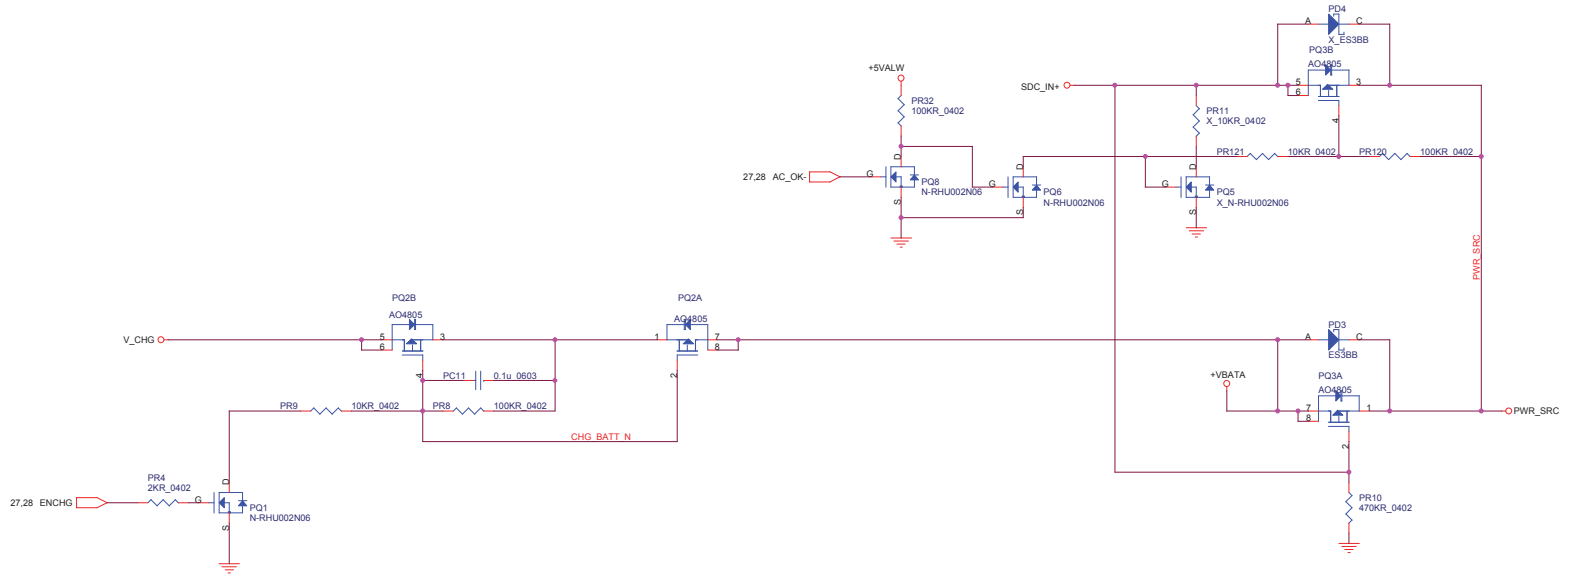 PD4
A C
X_ES3BB
PQ3B
AO4805
+5VALW
SDC_IN+
5 3
6
PR32
100KR_0402
PR11
X_10KR_0402
4
D
PR121 10KR_0402 PR120 100KR_0402
27,28 AC_OK-
G
PQ8
N-RHU002N06
S
D
G
PQ6
N-RHU002N06
S
D
G
PQ5
X_N-RHU002N06
S
PWR_SRC
PQ2B
AO4805
PQ2A
AO4805
V_CHG
5 3
6
4
1 7
8
2
PC11 0.1u_0603
PR9 10KR_0402 PR8 100KR_0402
CHG_BATT_N
PD3
A C
ES3BB
+VBATA
PQ3A
AO4805
7 1
8
2
PWR_SRC
PR4
2KR_0402
27,28 ENCHG
D
G
PQ1
N-RHU002N06
S
PR10
470KR_0402